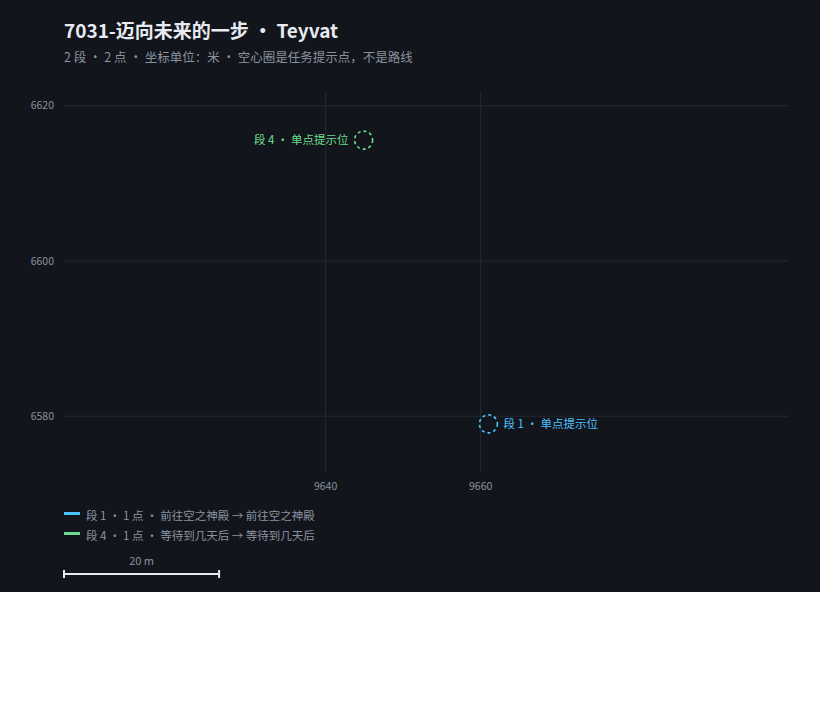 7031-迈向未来的一步 · Teyvat
2 段 · 2 点 · 坐标单位：米 · 空心圈是任务提示点，不是路线
6620
段 4 · 单点提示位
6600
6580
段 1 · 单点提示位
9640
9660
段 1 · 1 点 · 前往空之神殿 → 前往空之神殿
段 4 · 1 点 · 等待到几天后 → 等待到几天后
20 m